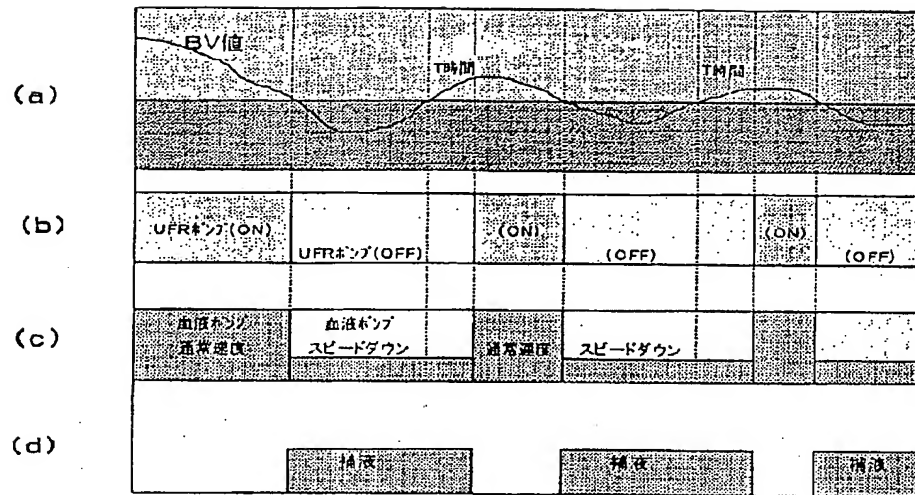 (a)
BV値
T時間
T時間
(b)
UFRポンプ(ON)
UFRポンプ(OFF)
(ON)
(OFF)
(ON)
(OFF)
(c)
血液ポンプ
通常速度
血液ポンプ
スピードダウン
通常速度
スピードダウン
(d)
補液
補液
補液